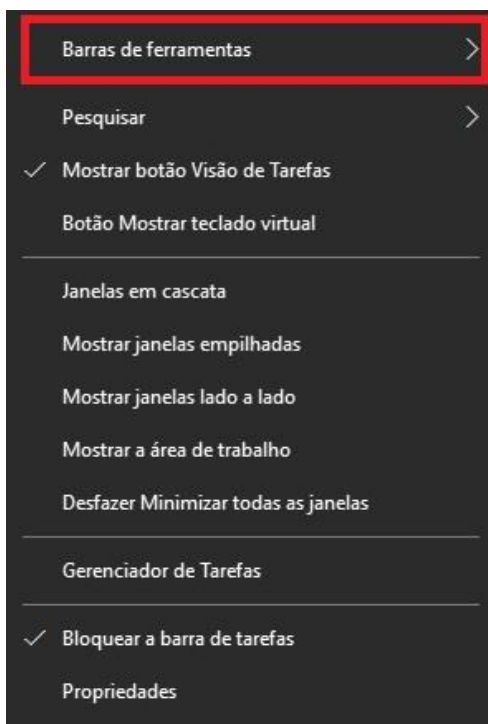 Barras de ferramentas
Pesquisar
Mostrar botão Visão de Tarefas
Botão Mostrar teclado virtual
Janelas em cascata
Mostrar janelas empilhadas
Mostrar janelas lado a lado
Mostrar a área de trabalho
Desfazer Minimizar todas as janelas
Gerenciador de Tarefas
Bloquear a barra de tarefas
Propriedades